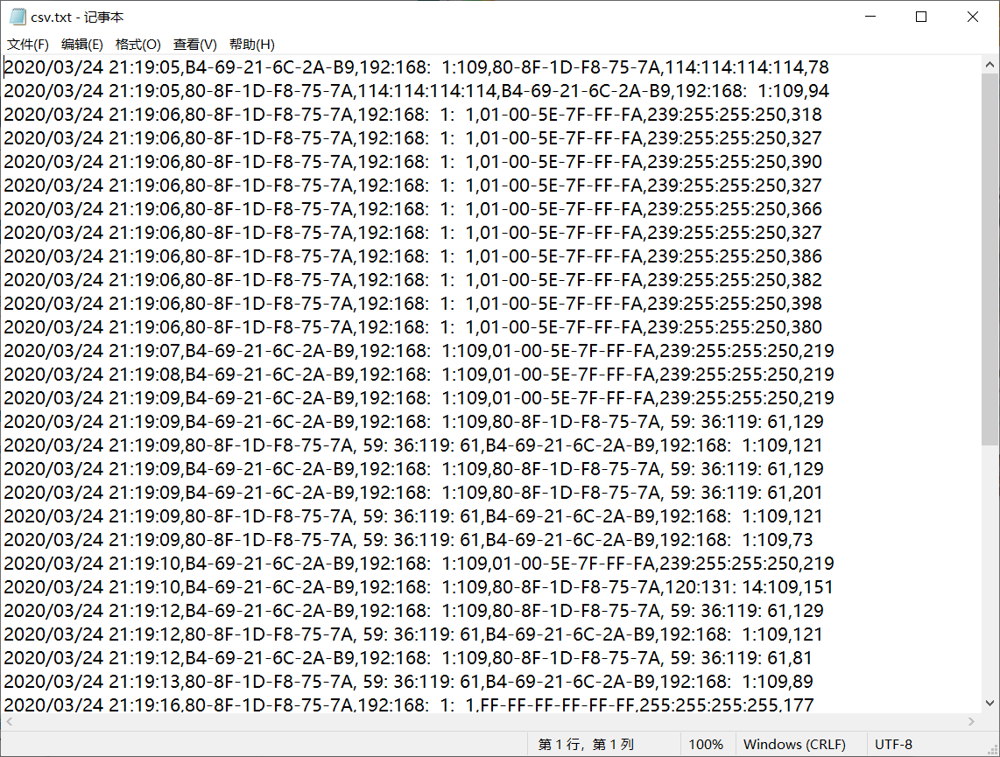 csv.txt - 记事本
文件(F) 编辑(E) 格式(O) 查看(V) 帮助(H)
2020/03/24 21:19:05,B4-69-21-6C-2A-B9,192:168:  1:109,80-8F-1D-F8-75-7A,114:114:114:114,78
2020/03/24 21:19:05,80-8F-1D-F8-75-7A,114:114:114:114,B4-69-21-6C-2A-B9,192:168:  1:109,94
2020/03/24 21:19:06,80-8F-1D-F8-75-7A,192:168:  1:  1,01-00-5E-7F-FF-FA,239:255:255:250,318
2020/03/24 21:19:06,80-8F-1D-F8-75-7A,192:168:  1:  1,01-00-5E-7F-FF-FA,239:255:255:250,327
2020/03/24 21:19:06,80-8F-1D-F8-75-7A,192:168:  1:  1,01-00-5E-7F-FF-FA,239:255:255:250,390
2020/03/24 21:19:06,80-8F-1D-F8-75-7A,192:168:  1:  1,01-00-5E-7F-FF-FA,239:255:255:250,327
2020/03/24 21:19:06,80-8F-1D-F8-75-7A,192:168:  1:  1,01-00-5E-7F-FF-FA,239:255:255:250,366
2020/03/24 21:19:06,80-8F-1D-F8-75-7A,192:168:  1:  1,01-00-5E-7F-FF-FA,239:255:255:250,327
2020/03/24 21:19:06,80-8F-1D-F8-75-7A,192:168:  1:  1,01-00-5E-7F-FF-FA,239:255:255:250,386
2020/03/24 21:19:06,80-8F-1D-F8-75-7A,192:168:  1:  1,01-00-5E-7F-FF-FA,239:255:255:250,382
2020/03/24 21:19:06,80-8F-1D-F8-75-7A,192:168:  1:  1,01-00-5E-7F-FF-FA,239:255:255:250,398
2020/03/24 21:19:06,80-8F-1D-F8-75-7A,192:168:  1:  1,01-00-5E-7F-FF-FA,239:255:255:250,380
2020/03/24 21:19:07,B4-69-21-6C-2A-B9,192:168:  1:109,01-00-5E-7F-FF-FA,239:255:255:250,219
2020/03/24 21:19:08,B4-69-21-6C-2A-B9,192:168:  1:109,01-00-5E-7F-FF-FA,239:255:255:250,219
2020/03/24 21:19:09,B4-69-21-6C-2A-B9,192:168:  1:109,01-00-5E-7F-FF-FA,239:255:255:250,219
2020/03/24 21:19:09,B4-69-21-6C-2A-B9,192:168:  1:109,80-8F-1D-F8-75-7A, 59: 36:119: 61,129
2020/03/24 21:19:09,80-8F-1D-F8-75-7A, 59: 36:119: 61,B4-69-21-6C-2A-B9,192:168:  1:109,121
2020/03/24 21:19:09,B4-69-21-6C-2A-B9,192:168:  1:109,80-8F-1D-F8-75-7A, 59: 36:119: 61,129
2020/03/24 21:19:09,B4-69-21-6C-2A-B9,192:168:  1:109,80-8F-1D-F8-75-7A, 59: 36:119: 61,201
2020/03/24 21:19:09,80-8F-1D-F8-75-7A, 59: 36:119: 61,B4-69-21-6C-2A-B9,192:168:  1:109,121
2020/03/24 21:19:09,80-8F-1D-F8-75-7A, 59: 36:119: 61,B4-69-21-6C-2A-B9,192:168:  1:109,73
2020/03/24 21:19:10,B4-69-21-6C-2A-B9,192:168:  1:109,01-00-5E-7F-FF-FA,239:255:255:250,219
2020/03/24 21:19:10,B4-69-21-6C-2A-B9,192:168:  1:109,80-8F-1D-F8-75-7A,120:131: 14:109,151
2020/03/24 21:19:12,B4-69-21-6C-2A-B9,192:168:  1:109,80-8F-1D-F8-75-7A, 59: 36:119: 61,129
2020/03/24 21:19:12,80-8F-1D-F8-75-7A, 59: 36:119: 61,B4-69-21-6C-2A-B9,192:168:  1:109,121
2020/03/24 21:19:12,B4-69-21-6C-2A-B9,192:168:  1:109,80-8F-1D-F8-75-7A, 59: 36:119: 61,81
2020/03/24 21:19:13,80-8F-1D-F8-75-7A, 59: 36:119: 61,B4-69-21-6C-2A-B9,192:168:  1:109,89
2020/03/24 21:19:16,80-8F-1D-F8-75-7A,192:168:  1:  1,FF-FF-FF-FF-FF-FF,255:255:255:255,177
第 1 行，第 1 列 100% Windows (CRLF) UTF-8